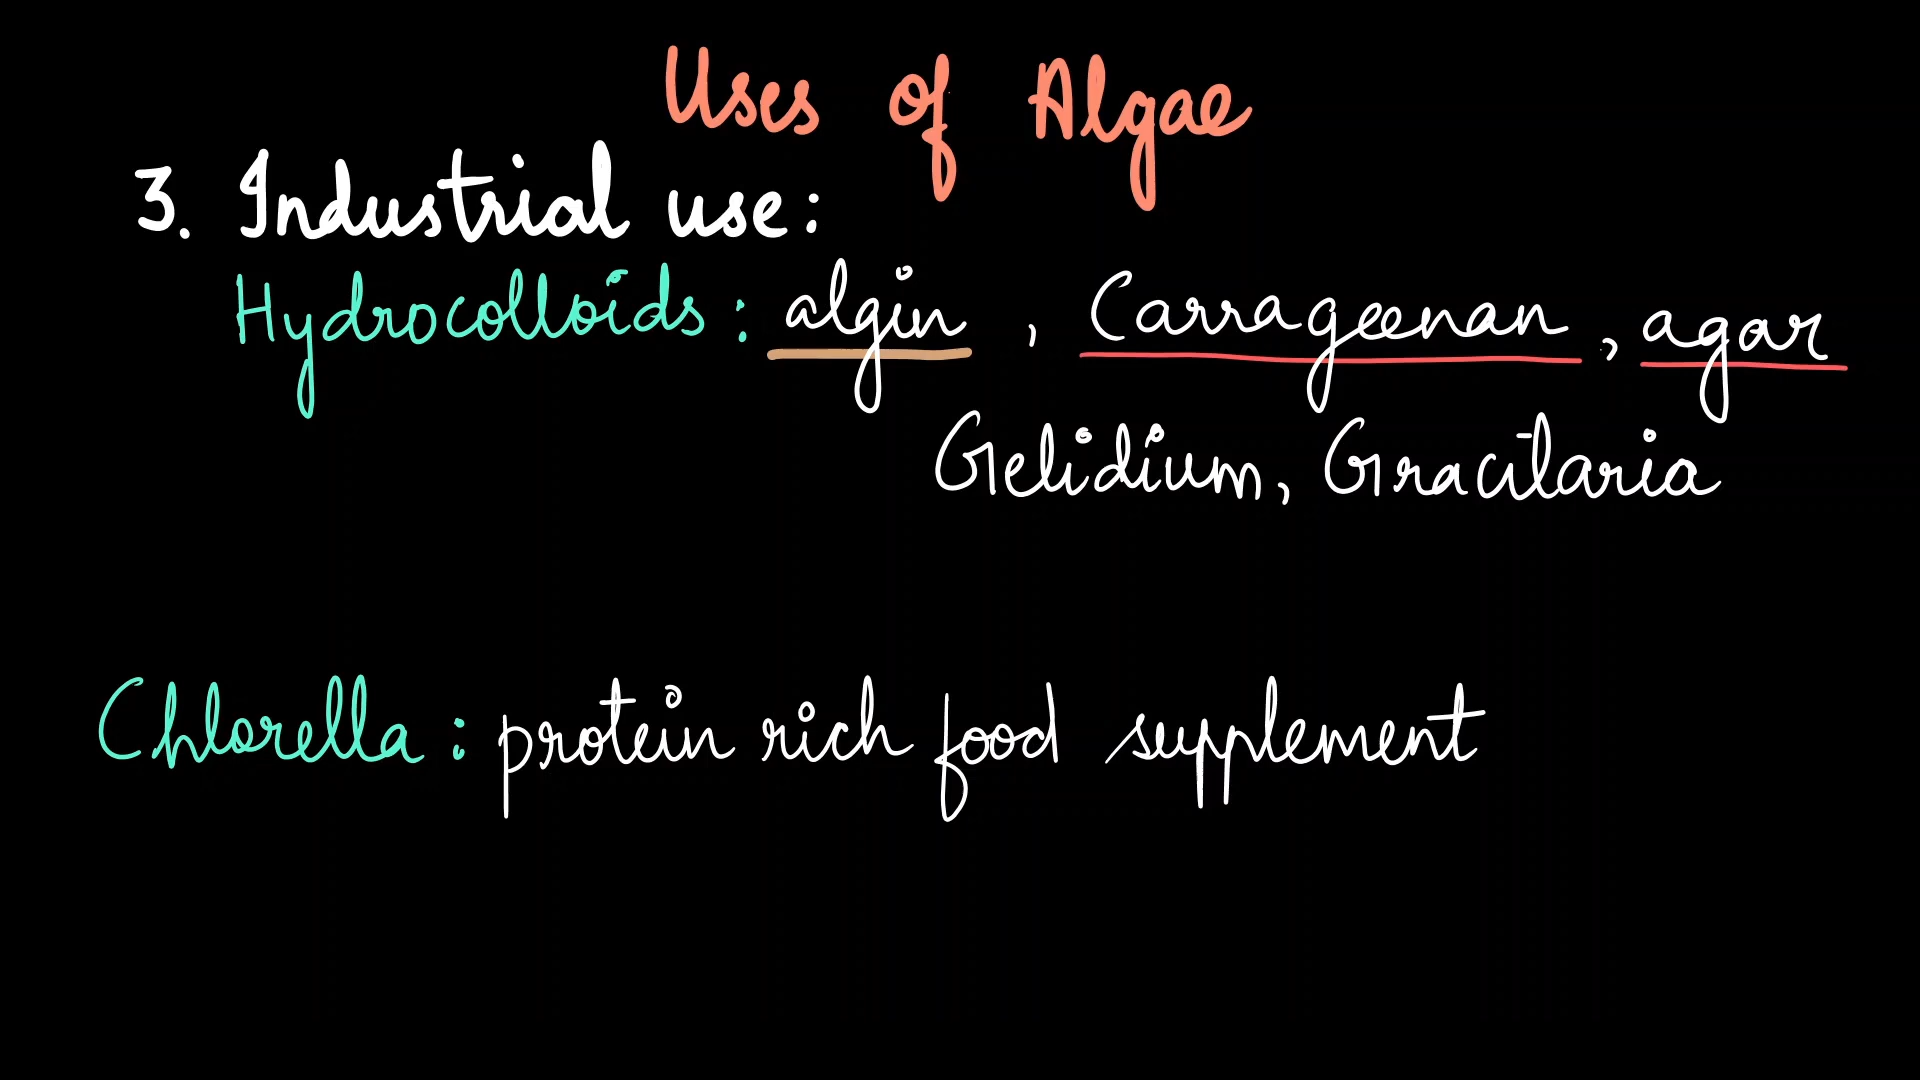 Uses of Algae
3. Industrial use:
Hydrocolloids : algin , Carrageenan, agar
Gelidium, Gracilaria
Chlorella : protein rich food supplement